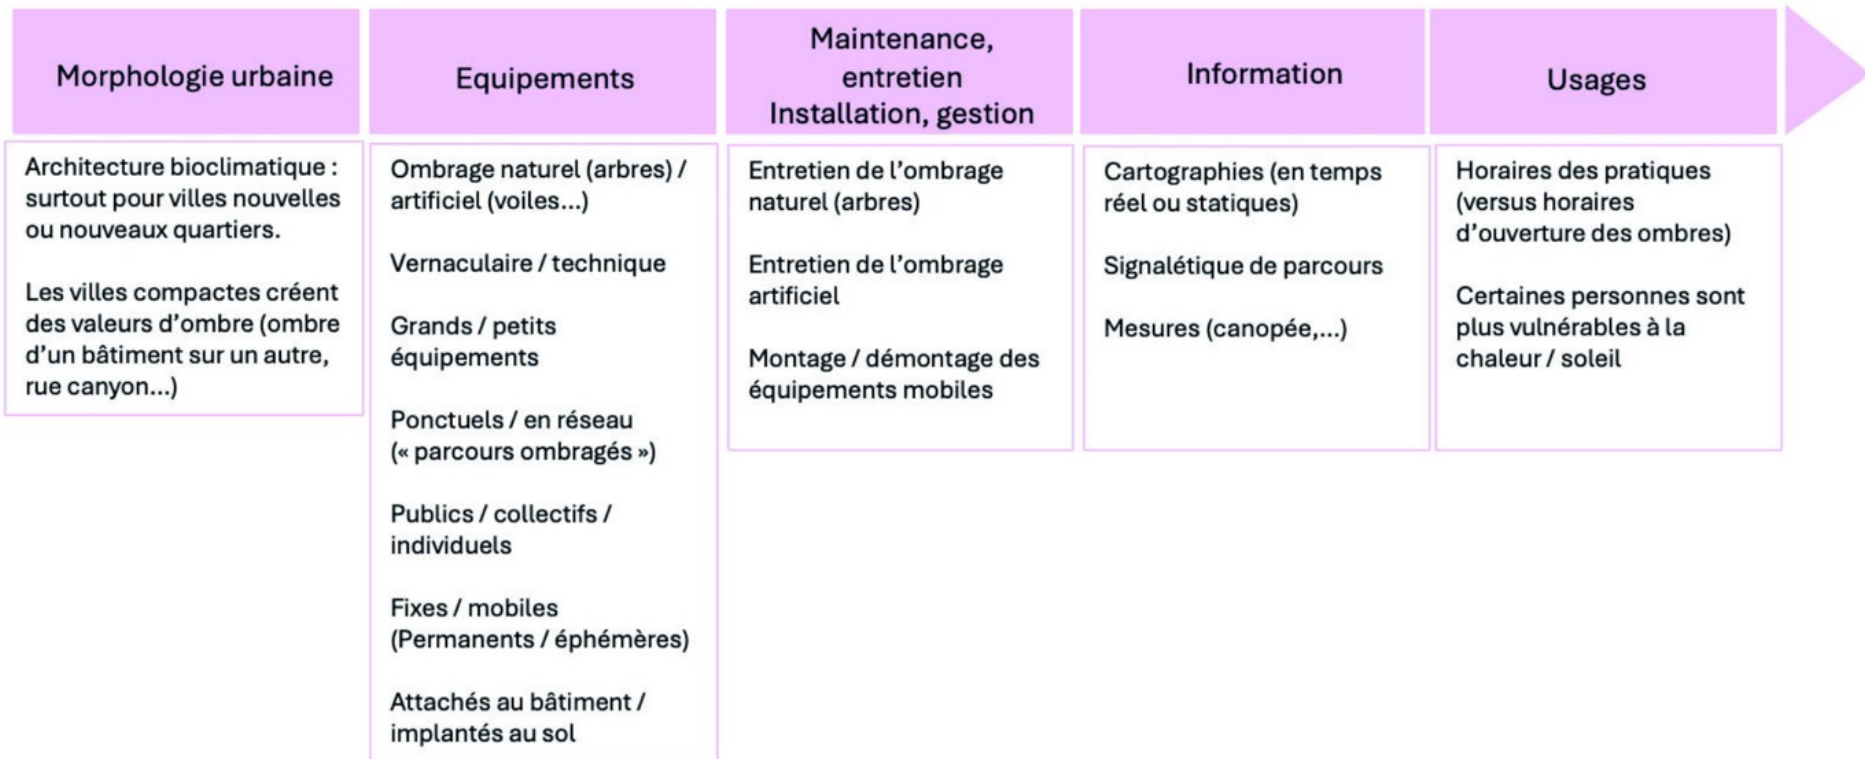 Morphologie urbaine
Equipements
Maintenance,
entretien
Installation, gestion
Information
Usages
Architecture bioclimatique :
surtout pour villes nouvelles
ou nouveaux quartiers.
Les villes compactes créent
des valeurs d’ombre (ombre
d’un bâtiment sur un autre,
rue canyon...)
Ombrage naturel (arbres) /
artificiel (voiles...)
Vernaculaire / technique
Grands / petits
équipements
Ponctuels / en réseau
(« parcours ombragés »)
Publics / collectifs /
individuels
Fixes / mobiles
(Permanents / éphémères)
Attachés au bâtiment /
implantés au sol
Entretien de l’ombrage
naturel (arbres)
Entretien de l’ombrage
artificiel
Montage / démontage des
équipements mobiles
Cartographies (en temps
réel ou statiques)
Signalétique de parcours
Mesures (canopée,...)
Horaires des pratiques
(versus horaires
d’ouverture des ombres)
Certaines personnes sont
plus vulnérables à la
chaleur / soleil